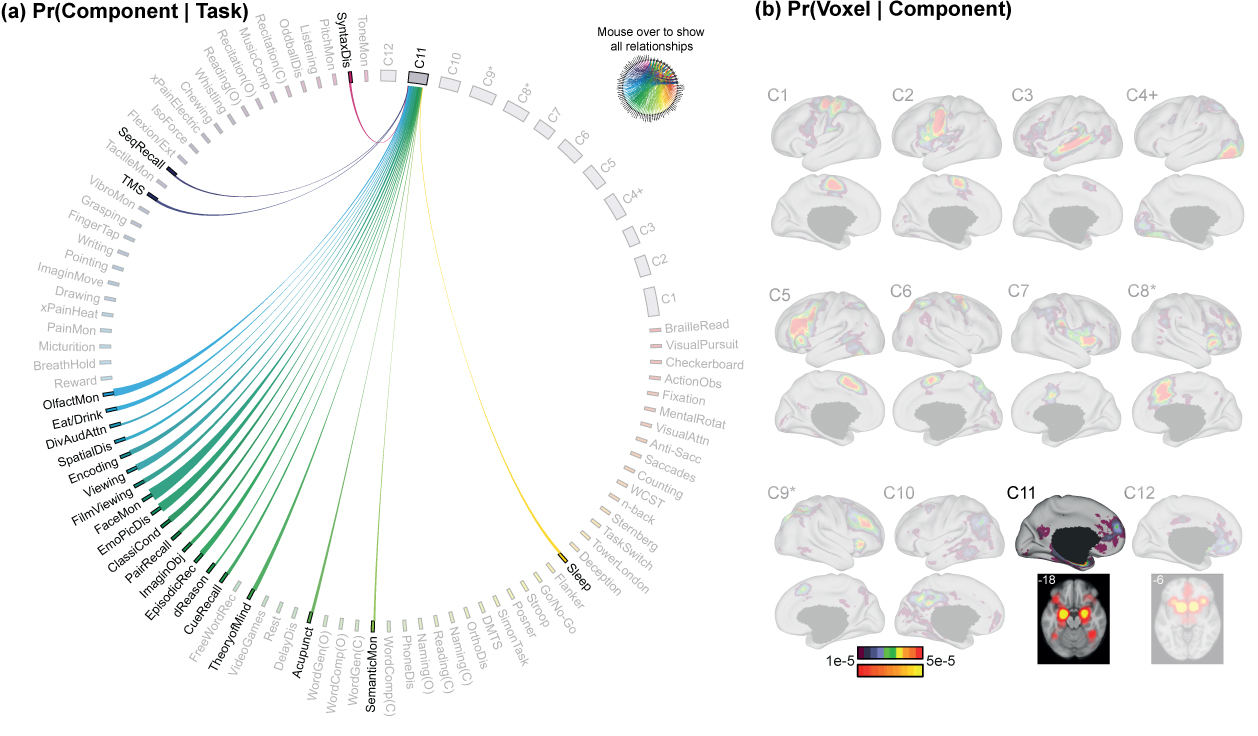 (a) Pr(Component | Task)
(b) Pr(Voxel | Component)
Mouse over to show
all relationships
ToneMon
SyntaxDis
PitchMon
Listening
OddballDis
Recitation(C)
MusicComp
Recitation(O)
Reading(O)
Whistling
Chewing
xPainElectric
IsoForce
Flexion/Ext
SeqRecall
TactileMon
TMS
VibroMon
Grasping
FingerTap
Writing
Pointing
ImaginMove
Drawing
xPainHeat
PainMon
Micturition
BreathHold
Reward
OlfactMon
Eat/Drink
DivAudAttn
SpatialDis
Encoding
Viewing
FilmViewing
FaceMon
EmoPicDis
ClassiCond
PairRecall
ImaginObj
EpisodicRec
dReason
CueRecall
FreeWordRec
TheoryofMind
VideoGames
Rest
DelayDis
Acupunct
WordGen(O)
WordComp(O)
WordGen(C)
SemanticMon
WordComp(C)
PhoneDis
Naming(O)
Reading(C)
Naming(C)
OrthoDis
DMTS
SimonTask
Posner
Stroop
Go/No-Go
Flanker
Sleep
Deception
TowerLondon
TaskSwitch
Sternberg
n-back
WCST
Counting
Saccades
Anti-Sacc
VisualAttn
MentalRotat
Fixation
ActionObs
Checkerboard
VisualPursuit
BrailleRead
C1
C2
C3
C4+
C5
C6
C7
C8*
C9*
C10
C11
C12
C1
C2
C3
C4+
C5
C6
C7
C8*
C9*
C10
C11
C12
-18
-6
1e-5
5e-5